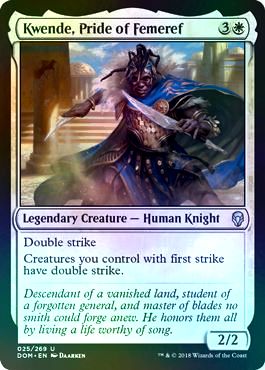 Kwende, Pride of Femeref 3
Legendary Creature — Human Knight
Double strike
Creatures you control with first strike
have double strike.
Descendant of a vanished land, student of
a forgotten general, and master of blades no
smith could forge anew. He honors them all
by living a life worthy of song.
2/2
025/269 U
DOM • EN DAARKEN
™ & © 2018 Wizards of the Coast